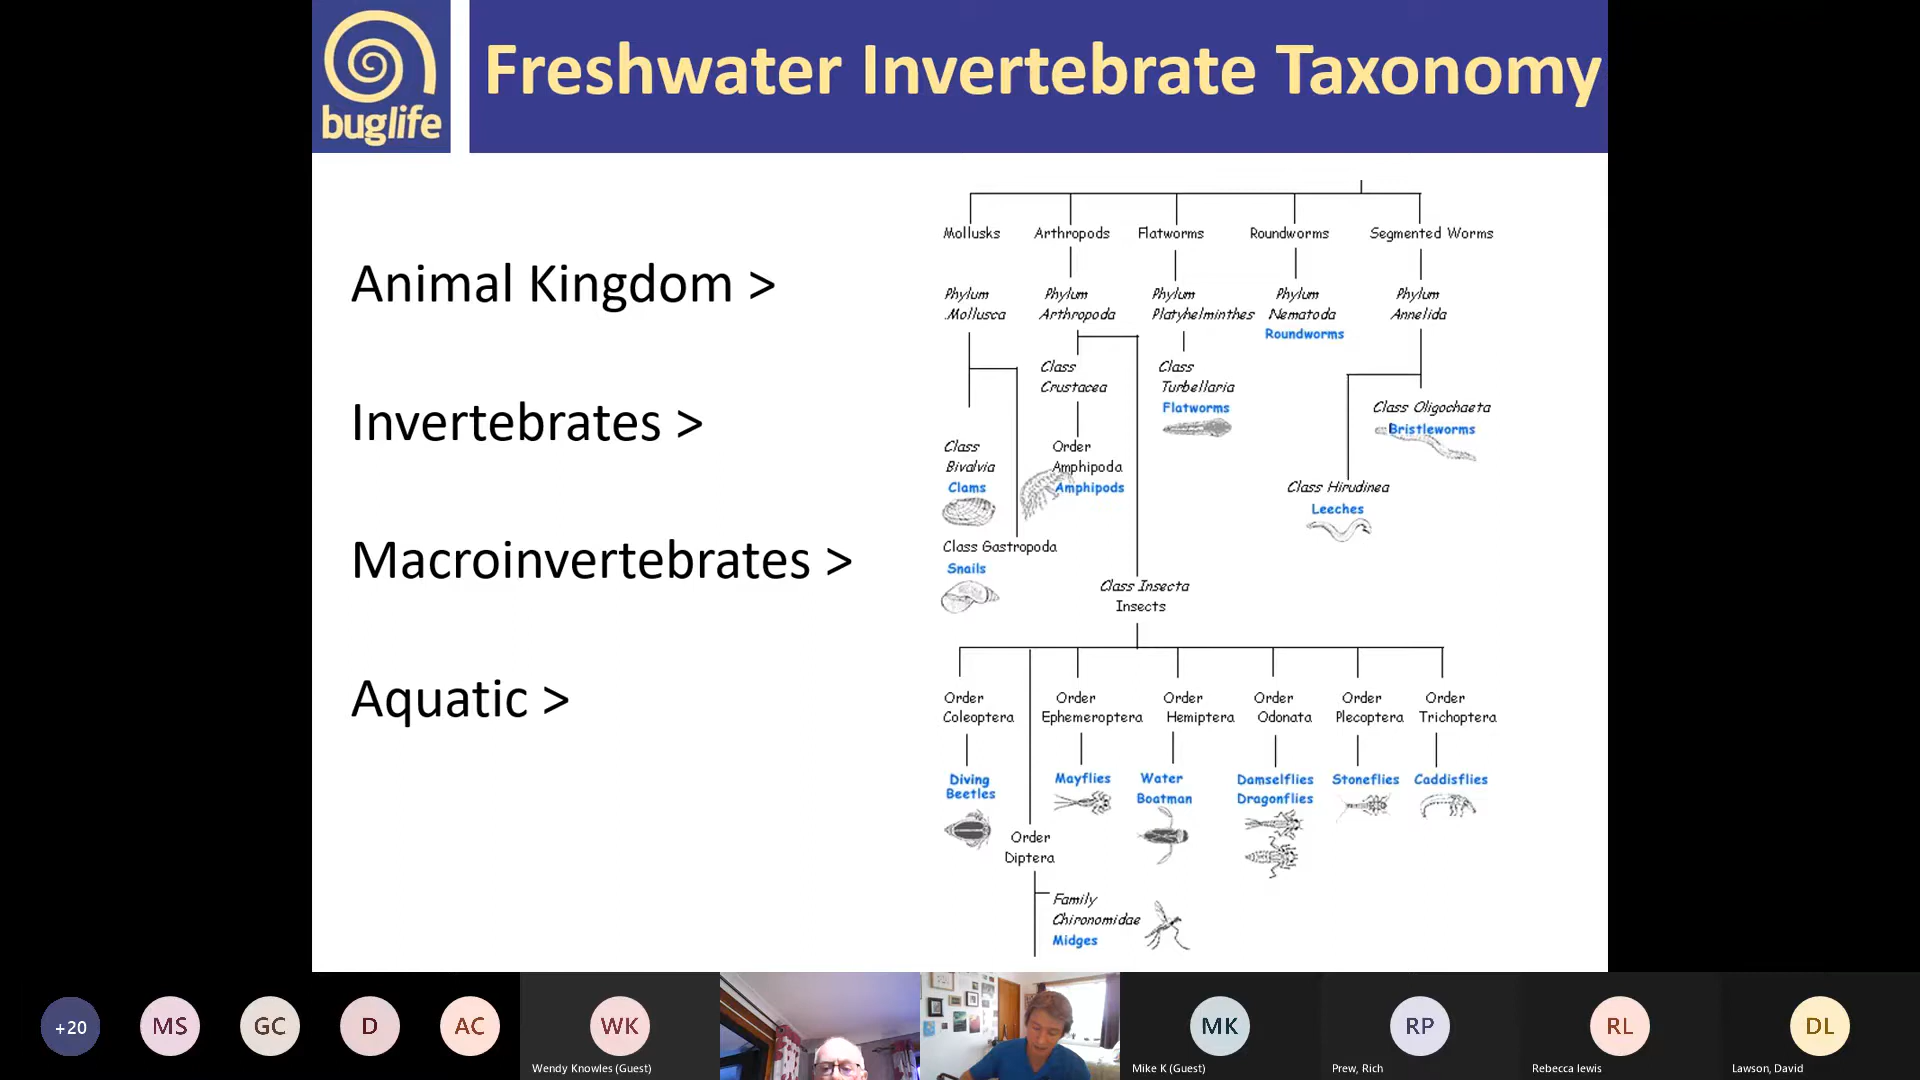 buglife
Freshwater Invertebrate Taxonomy
Animal Kingdom >
Invertebrates >
Macroinvertebrates >
Aquatic >
Mollusks
Arthropods
Flatworms
Roundworms
Segmented Worms
Phylum
Mollusca
Phylum
Arthropoda
Phylum
Platyhelminthes
Phylum
Nematoda
Roundworms
Phylum
Annelida
Class
Crustacea
Class
Turbellaria
Flatworms
Class Oligochaeta
Bristleworms
Class
Bivalvia
Clams
Order
Amphipoda
Amphipods
Class Hirudinea
Leeches
Class Gastropoda
Snails
Class Insecta
Insects
Order
Coleoptera
Diving
Beetles
Order
Ephemeroptera
Mayflies
Order
Hemiptera
Water
Boatman
Order
Odonata
Damselflies
Dragonflies
Order
Plecoptera
Stoneflies
Order
Trichoptera
Caddisflies
Order
Diptera
Family
Chironomidae
Midges
+20
MS
GC
D
AC
WK
Wendy Knowles (Guest)
MK
Mike K (Guest)
RP
Prew, Rich
RL
Rebecca lewis
DL
Lawson, David